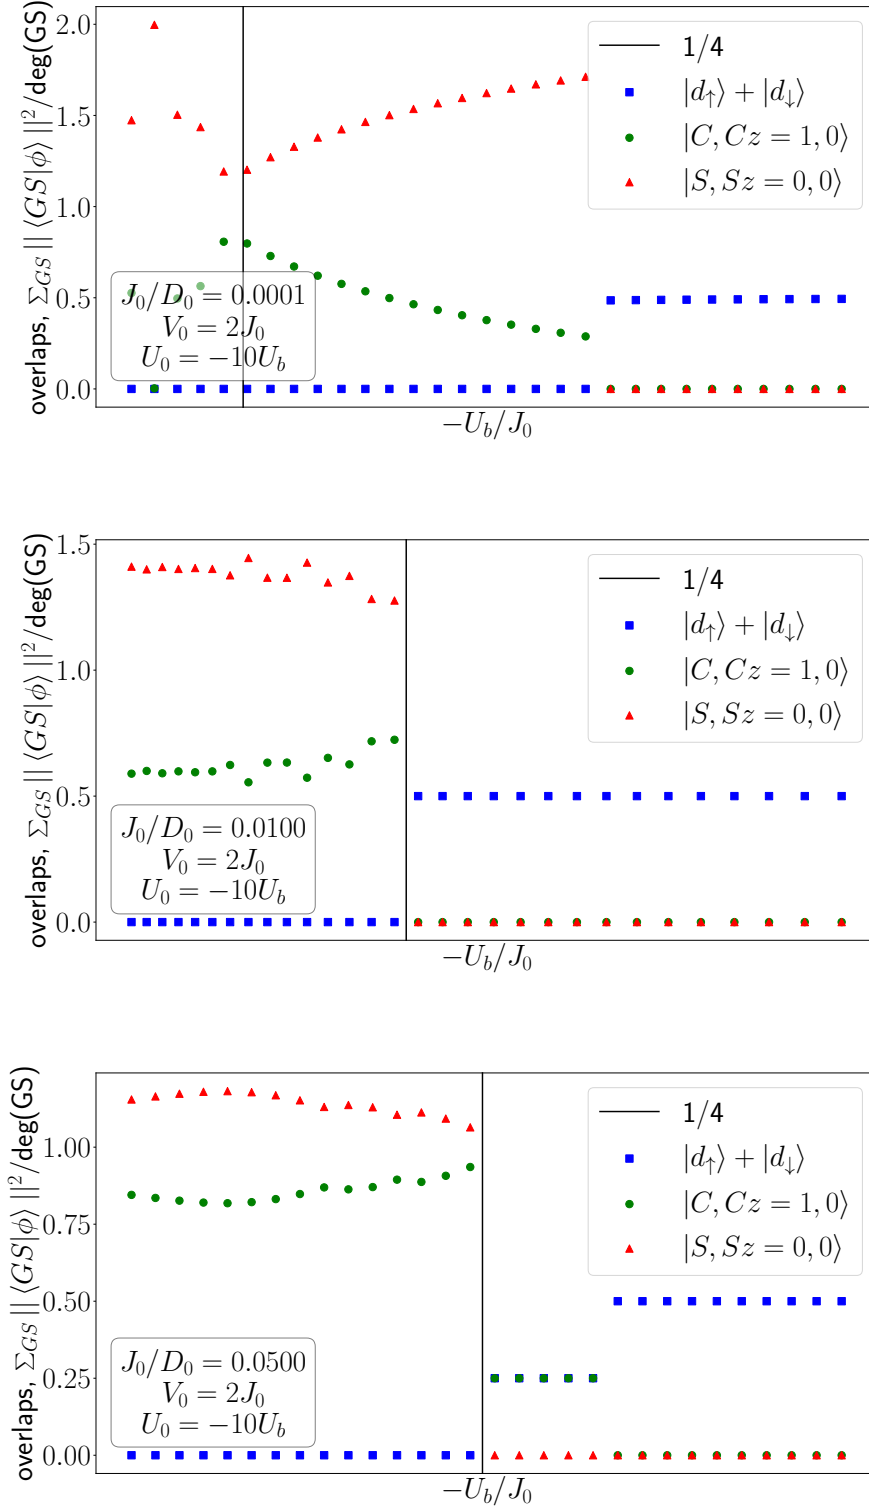 overlaps, Σ_GS || ⟨GS|ϕ⟩ ||²/deg(GS)
2.0
1.5
1.0
0.5
0.0
1/4
|d↑⟩ + |d↓⟩
|C, Cz = 1, 0⟩
|S, Sz = 0, 0⟩
J₀/D₀ = 0.0001
V₀ = 2J₀
U₀ = −10U_b
−U_b/J₀
overlaps, Σ_GS || ⟨GS|ϕ⟩ ||²/deg(GS)
1.5
1.0
0.5
0.0
1/4
|d↑⟩ + |d↓⟩
|C, Cz = 1, 0⟩
|S, Sz = 0, 0⟩
J₀/D₀ = 0.0100
V₀ = 2J₀
U₀ = −10U_b
−U_b/J₀
overlaps, Σ_GS || ⟨GS|ϕ⟩ ||²/deg(GS)
1.00
0.75
0.50
0.25
0.00
1/4
|d↑⟩ + |d↓⟩
|C, Cz = 1, 0⟩
|S, Sz = 0, 0⟩
J₀/D₀ = 0.0500
V₀ = 2J₀
U₀ = −10U_b
−U_b/J₀